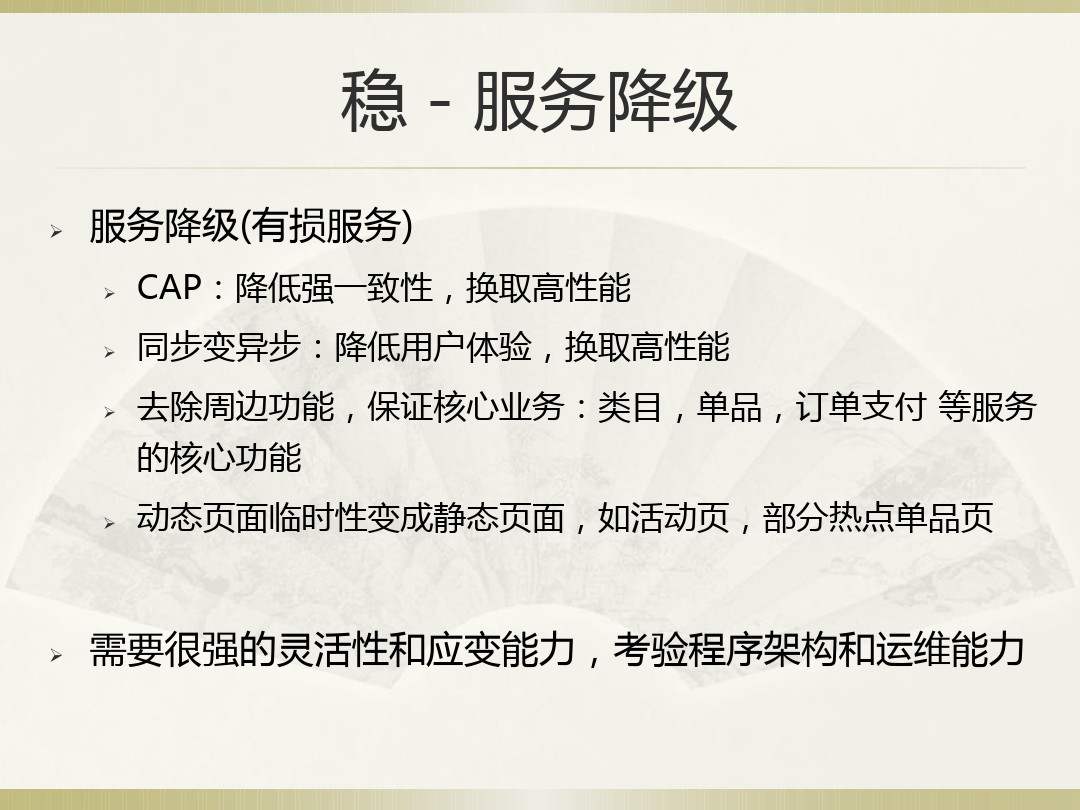 稳 - 服务降级
服务降级(有损服务)
CAP：降低强一致性，换取高性能
同步变异步：降低用户体验，换取高性能
去除周边功能，保证核心业务：类目，单品，订单支付 等服务
的核心功能
动态页面临时性变成静态页面，如活动页，部分热点单品页
需要很强的灵活性和应变能力，考验程序架构和运维能力